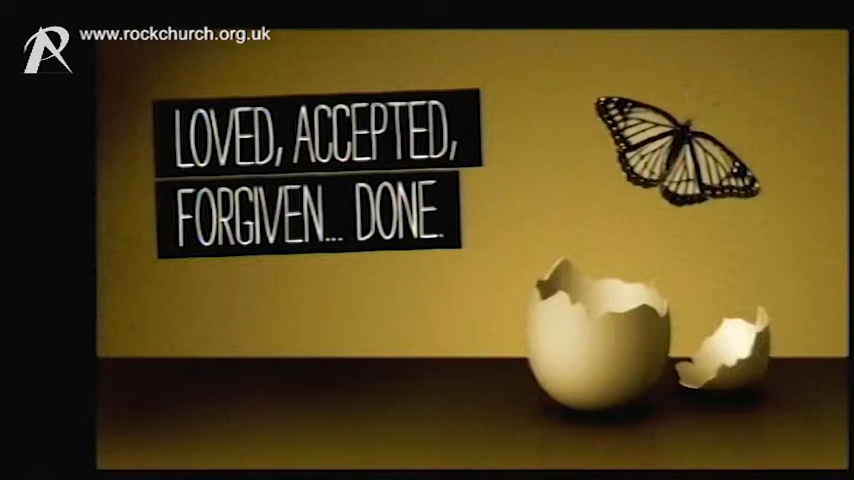 www.rockchurch.org.uk
LOVED, ACCEPTED,
FORGIVEN... DONE.